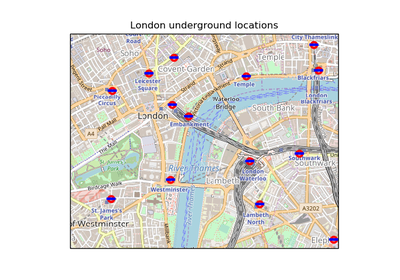 London underground locations
City Thameslink
Soho
Soho
Covent Garden
Temple
Leicester
Square
Blackfriars
Piccadilly
Circus
Temple
London
Blackfriars
Waterloo
Bridge
South Bank
London
Embankment
A4
Pall Mall
The Mall
Southwark
Southwark
River Thames
London
Waterloo
Lambeth
Birdcage Walk
Westminster
St. James's
Park
Lambeth
North
A3202
of Westminster
Elep